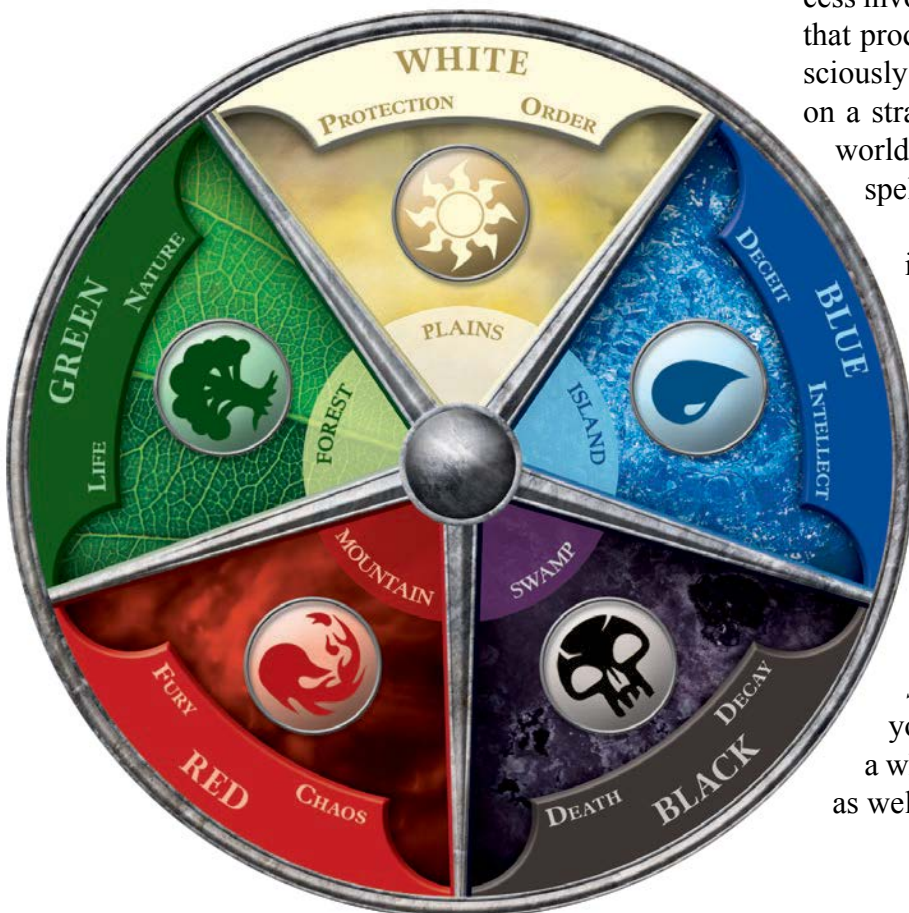 WHITE
PROTECTION ORDER
PLAINS
DECEIT
BLUE
INTELLECT
ISLAND
GREEN
NATURE
LIFE
FOREST
MOUNTAIN
FURY
RED
CHAOS
SWAMP
DECAY
BLACK
DEATH
that proc
sciously
on a stra
world
spel
i
yo
a w
as wel